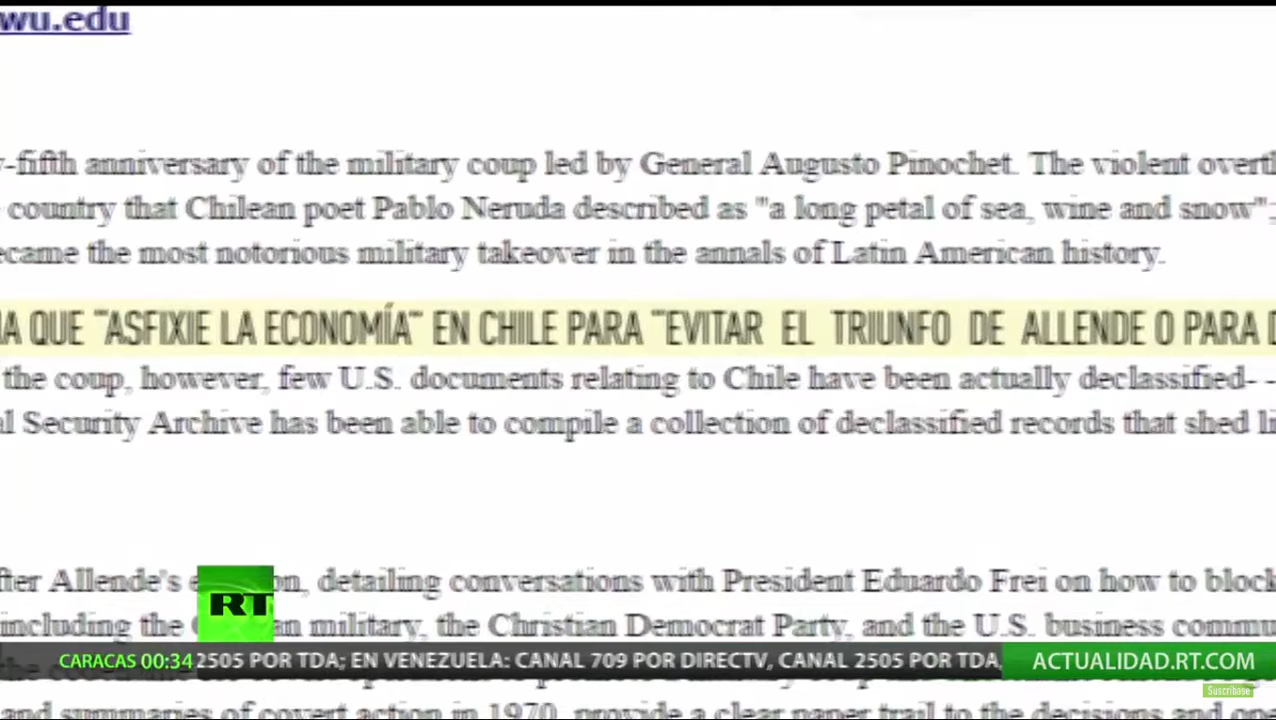 wu.edu
-fifth anniversary of the military coup led by General Augusto Pinochet. The violent overth
country that Chilean poet Pablo Neruda described as "a long petal of sea, wine and snow";
ecame the most notorious military takeover in the annals of Latin American history.
QUE "ASFIXIE LA ECONOMÍA" EN CHILE PARA "EVITAR EL TRIUNFO DE ALLENDE O PARA D
the coup, however, few U.S. documents relating to Chile have been actually declassified- -
l Security Archive has been able to compile a collection of declassified records that shed li
fter Allende's e on, detailing conversations with President Eduardo Frei on how to block
RT
including the an military, the Christian Democrat Party, and the U.S. business commu
CARACAS 00:34 2505 POR TDA; EN VENEZUELA: CANAL 709 POR DIRECTV, CANAL 2505 POR TDA, ACTUALIDAD.RT.COM
Suscríbase
and summaries of covert action in 1970, provide a clear paper trail to the decisions and ope